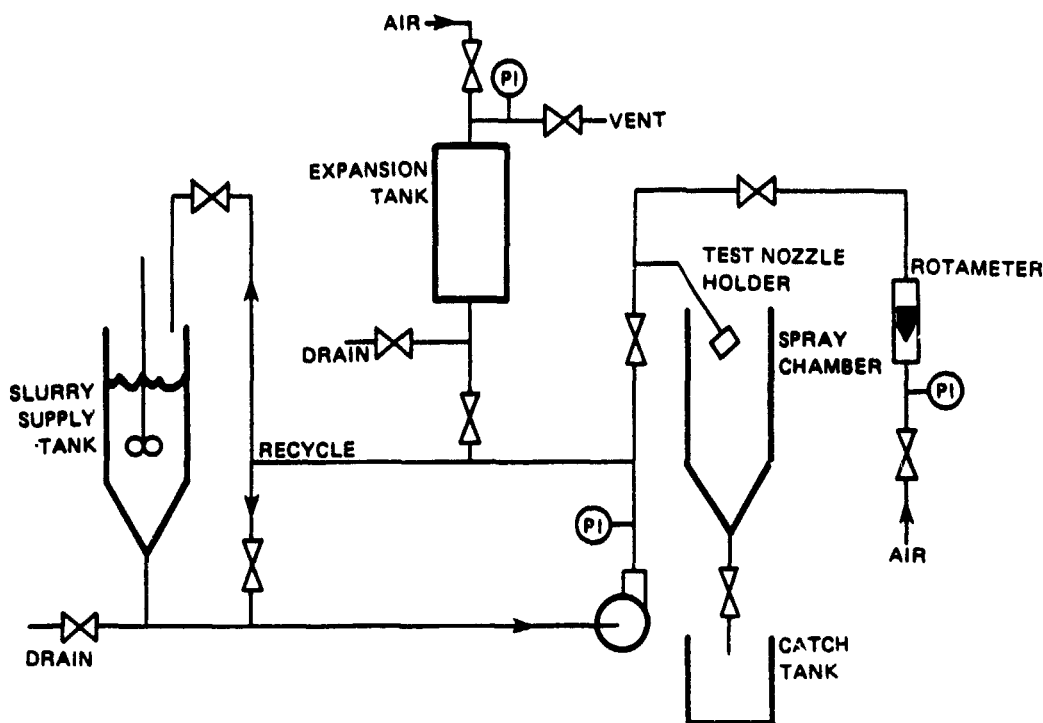 AIR
PI
VENT
EXPANSION
TANK
TEST NOZZLE
HOLDER
ROTAMETER
DRAIN
SPRAY
CHAMBER
PI
SLURRY
SUPPLY
TANK
RECYCLE
PI
AIR
DRAIN
CATCH
TANK